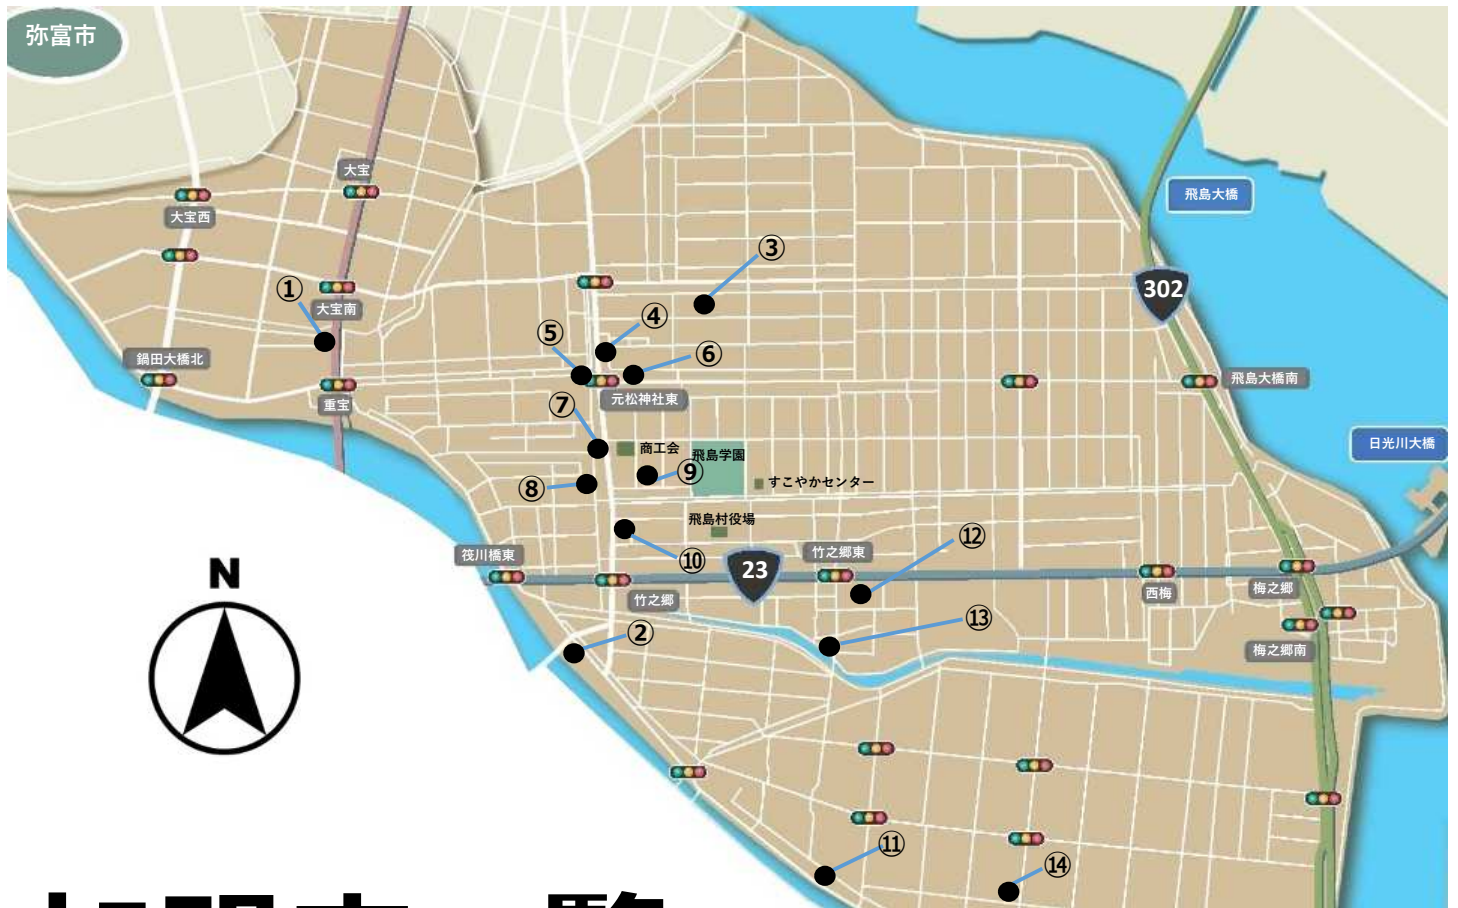 弥富市
大宝
大宝西
飛島大橋
③
302
①
大宝南
④
⑤
⑥
鍋田大橋北
飛島大橋南
元松神社東
重宝
⑦
商工会
日光川大橋
飛島学園
⑨
すこやかセンター
⑧
飛島村役場
⑫
筏川橋東
竹之郷東
⑩
23
N
竹之郷
西梅
梅之郷
⑬
②
梅之郷南
⑪
⑭